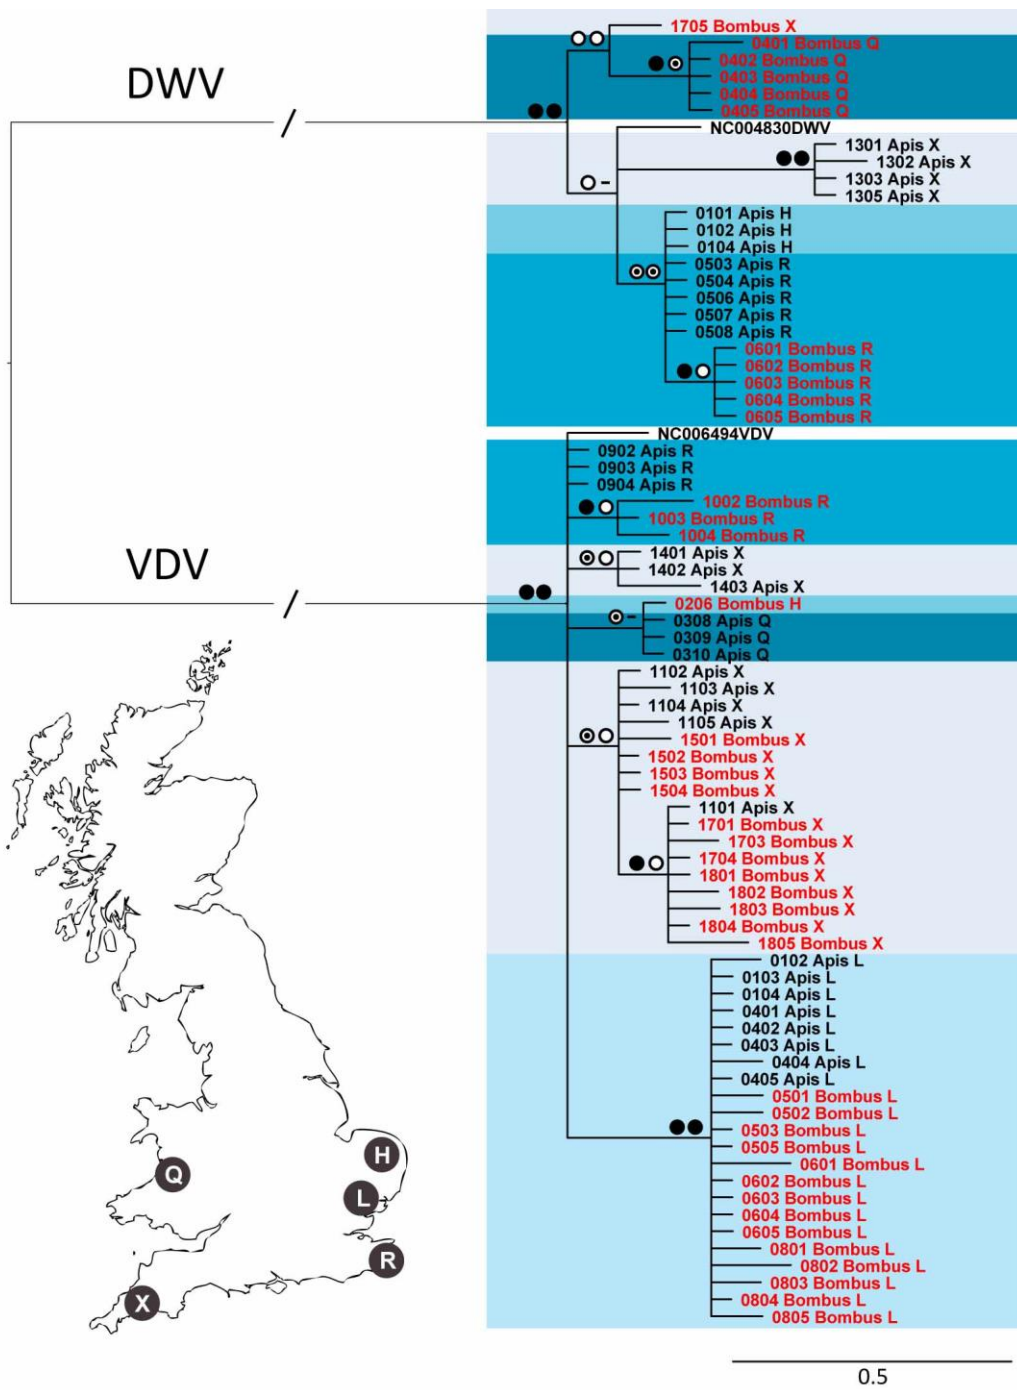 1705 Bombus X
0401 Bombus Q
DWV
0402 Bombus Q
0403 Bombus Q
0404 Bombus Q
0405 Bombus Q
NC004830DWV
1301 Apis X
1302 Apis X
1303 Apis X
1305 Apis X
0101 Apis H
0102 Apis H
0104 Apis H
0503 Apis R
0504 Apis R
0506 Apis R
0507 Apis R
0508 Apis R
0601 Bombus R
0602 Bombus R
0603 Bombus R
0604 Bombus R
0605 Bombus R
NC006494VDV
0902 Apis R
0903 Apis R
0904 Apis R
1002 Bombus R
1003 Bombus R
1004 Bombus R
VDV
1401 Apis X
1402 Apis X
1403 Apis X
0206 Bombus H
0308 Apis Q
0309 Apis Q
0310 Apis Q
1102 Apis X
1103 Apis X
1104 Apis X
1105 Apis X
1501 Bombus X
1502 Bombus X
1503 Bombus X
1504 Bombus X
1101 Apis X
1701 Bombus X
1703 Bombus X
1704 Bombus X
1801 Bombus X
1802 Bombus X
1803 Bombus X
1804 Bombus X
1805 Bombus X
0102 Apis L
0103 Apis L
0104 Apis L
0401 Apis L
0402 Apis L
0403 Apis L
0404 Apis L
0405 Apis L
0501 Bombus L
0502 Bombus L
0503 Bombus L
0505 Bombus L
0601 Bombus L
0602 Bombus L
0603 Bombus L
0604 Bombus L
0605 Bombus L
0801 Bombus L
0802 Bombus L
0803 Bombus L
0804 Bombus L
0805 Bombus L
H
Q
L
R
X
0.5